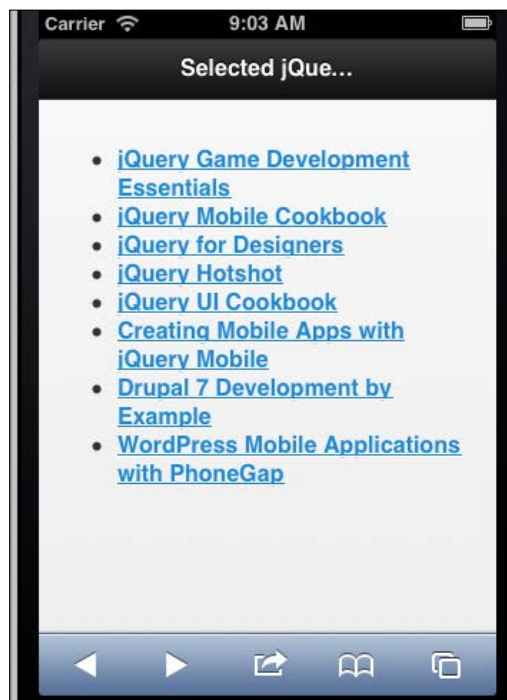 Carrier 9:03 AM
Selected jQue...
• jQuery Game Development
Essentials
• jQuery Mobile Cookbook
• jQuery for Designers
• jQuery Hotshot
• jQuery UI Cookbook
• Creating Mobile Apps with
jQuery Mobile
• Drupal 7 Development by
Example
• WordPress Mobile Applications
with PhoneGap